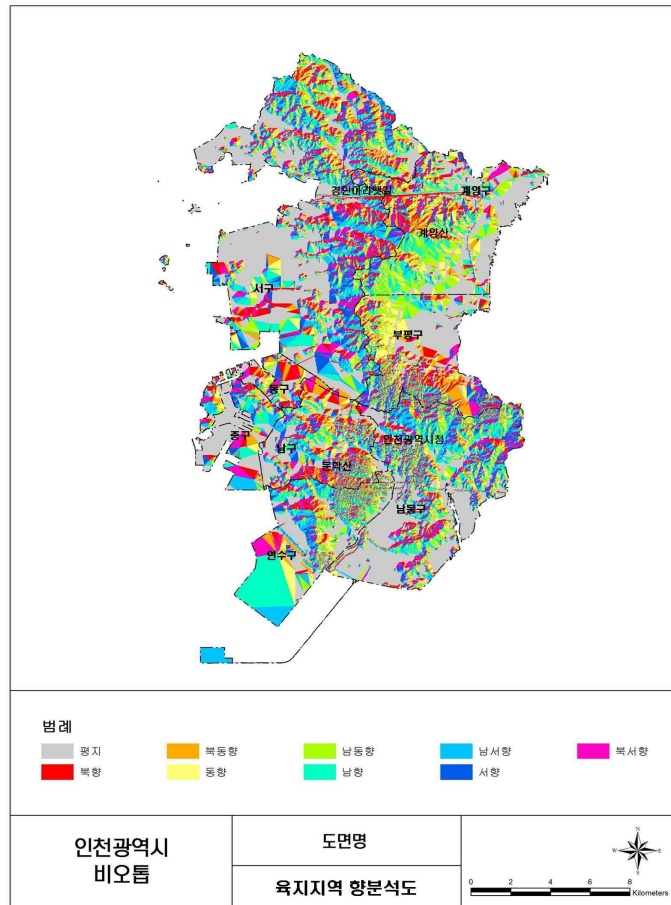 경인아라뱃길
계양구
계양산
서구
부평구
동구
중구
인천광역시청
남구
문학산
남동구
연수구
범례
평지
북동향
남동향
남서향
북서향
북향
동향
남향
서향
인천광역시
비오톱
도면명
육지지역 향분석도
N
W E
S
0 2 4 6 8
Kilometers